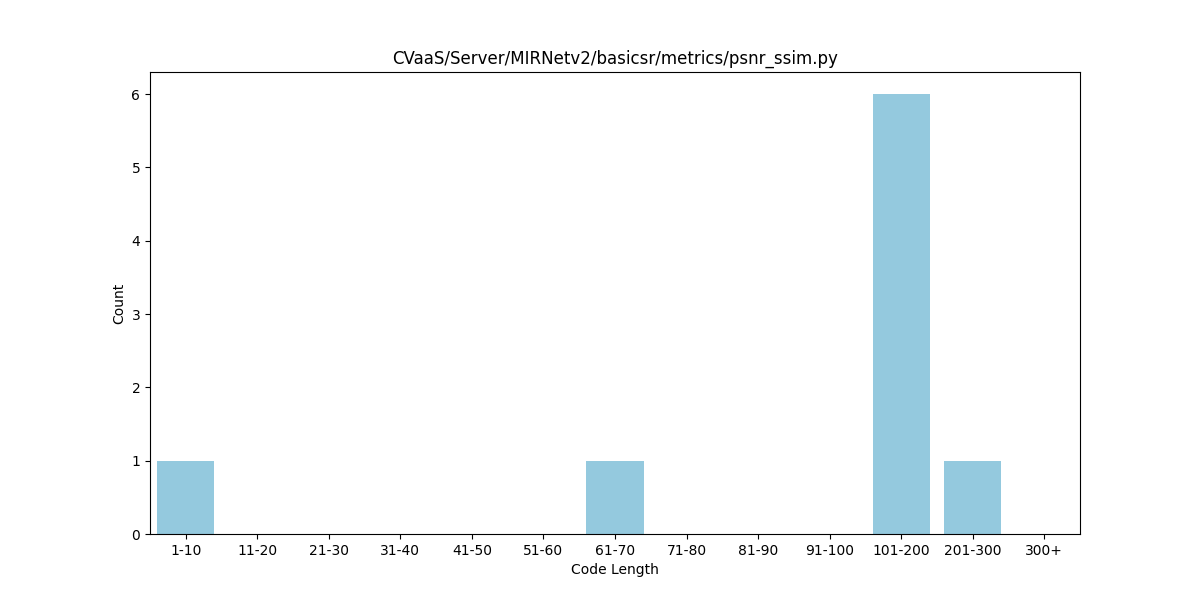 CVaaS/Server/MIRNetv2/basicsr/metrics/psnr_ssim.py
6
5
4
3
2
1
0
Count
1-10 11-20 21-30 31-40 41-50 51-60 61-70 71-80 81-90 91-100 101-200 201-300 300+
Code Length